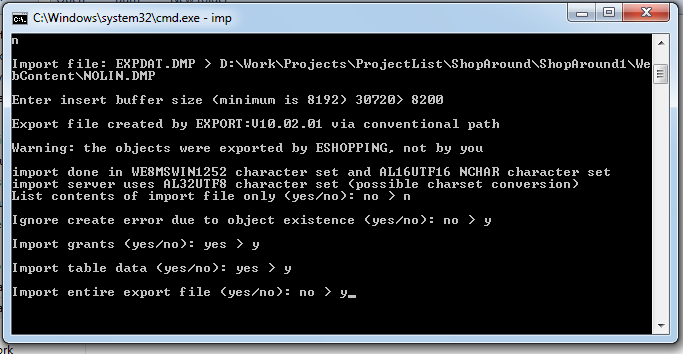 C:\Windows\system32\cmd.exe - imp
n
Import file: EXPDAT.DMP > D:\Work\Projects\ProjectList\ShopAround\ShopAround1\We
bContent\NOLIN.DMP
Enter insert buffer size (minimum is 8192) 30720> 8200
Export file created by EXPORT:V10.02.01 via conventional path
Warning: the objects were exported by ESHOPPING, not by you
import done in WE8MSWIN1252 character set and AL16UTF16 NCHAR character set
import server uses AL32UTF8 character set (possible charset conversion)
List contents of import file only (yes/no): no > n
Ignore create error due to object existence (yes/no): no > y
Import grants (yes/no): yes > y
Import table data (yes/no): yes > y
Import entire export file (yes/no): no > y_
ork